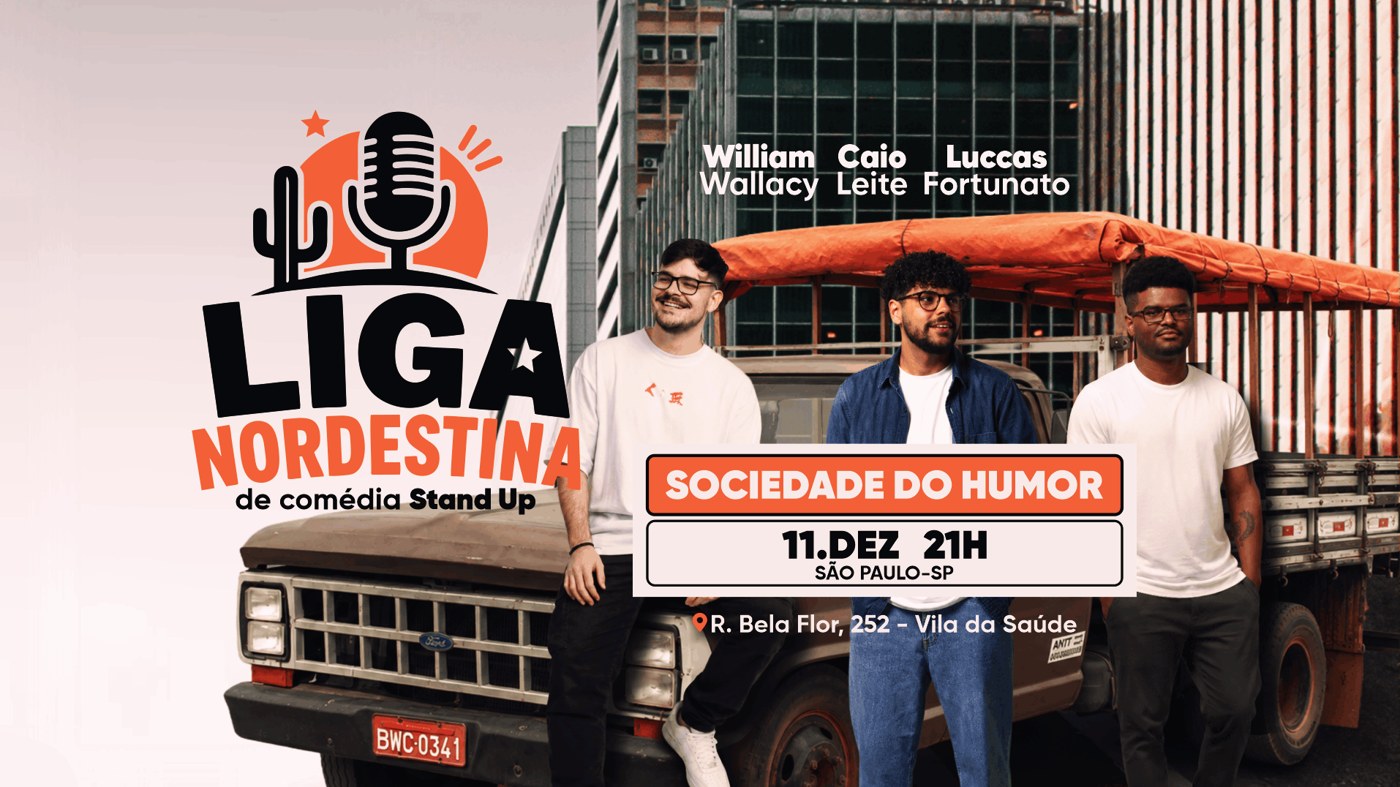 LIGA
NORDESTINA
de comédia Stand Up
William Caio Luccas
Wallacy Leite Fortunato
SOCIEDADE DO HUMOR
11.DEZ 21H
SÃO PAULO-SP
R. Bela Flor, 252 - Vila da Saúde
Ford
BWC-0341
ANTT